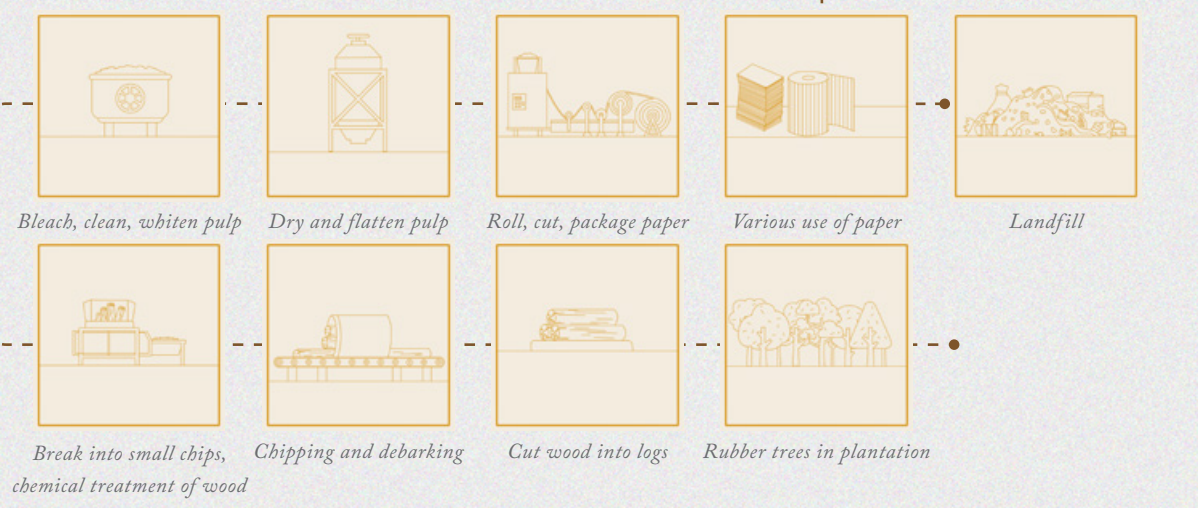 Bleach, clean, whiten pulp
Dry and flatten pulp
Roll, cut, package paper
Various use of paper
Landfill
Break into small chips,
chemical treatment of wood
Chipping and debarking
Cut wood into logs
Rubber trees in plantation